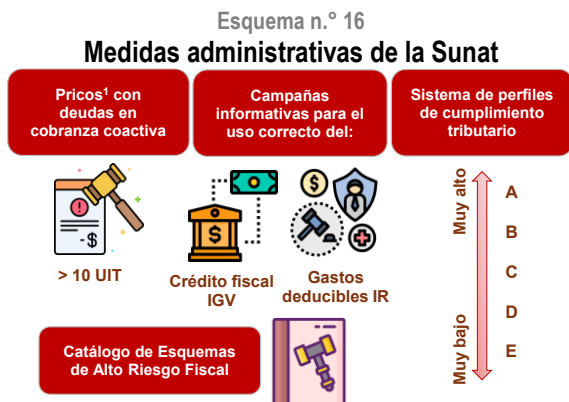 Esquema n.° 16
Medidas administrativas de la Sunat
Pricos¹ con
deudas en
cobranza coactiva
Campañas
informativas para el
uso correcto del:
Sistema de perfiles
de cumplimiento
tributario
-$
> 10 UIT
$
Crédito fiscal
IGV
$
Gastos
deducibles IR
Muy alto
Muy bajo
A
B
C
D
E
Catálogo de Esquemas
de Alto Riesgo Fiscal